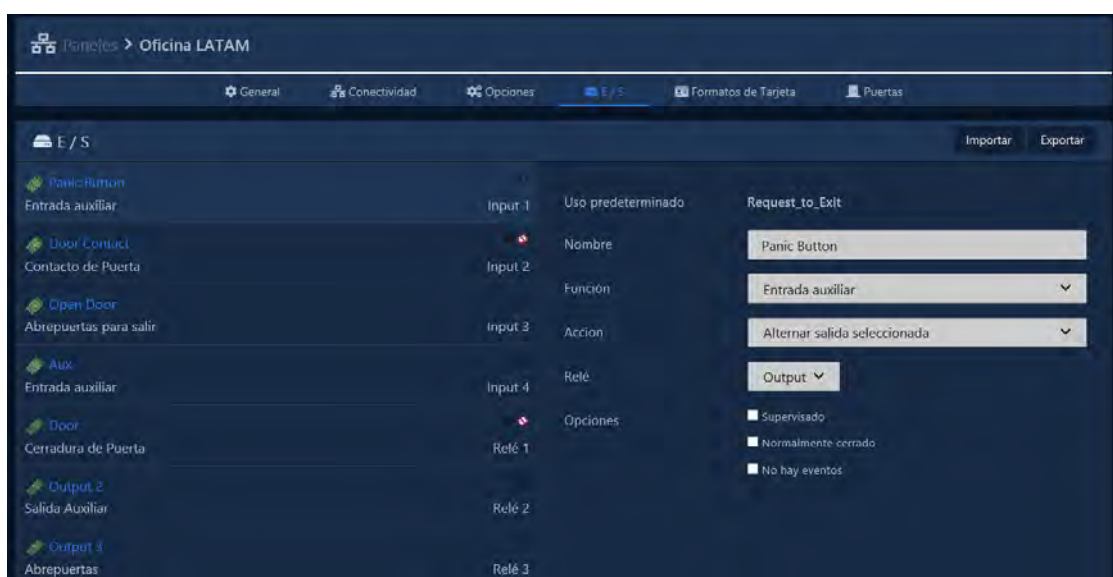 Paneles > Oficina LATAM
General Conectividad Opciones E / S Formatos de Tarjeta Puertas
E / S Importar Exportar
Panic Button
Entrada auxiliar Input 1
Door Contact
Contacto de Puerta Input 2
Open Door
Abrepuertas para salir Input 3
Aux
Entrada auxiliar Input 4
Door
Cerradura de Puerta Relé 1
Output 2
Salida Auxiliar Relé 2
Output 3
Abrepuertas Relé 3
Uso predeterminado Request_to_Exit
Nombre Panic Button
Función Entrada auxiliar
Accion Alternar salida seleccionada
Relé Output
Opciones Supervisado
Normalmente cerrado
No hay eventos